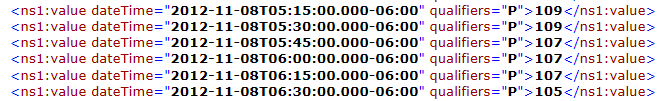 <ns1:value dateTime="2012-11-08T05:15:00.000-06:00" qualifiers="P">109</ns1:value>
<ns1:value dateTime="2012-11-08T05:30:00.000-06:00" qualifiers="P">109</ns1:value>
<ns1:value dateTime="2012-11-08T05:45:00.000-06:00" qualifiers="P">107</ns1:value>
<ns1:value dateTime="2012-11-08T06:00:00.000-06:00" qualifiers="P">107</ns1:value>
<ns1:value dateTime="2012-11-08T06:15:00.000-06:00" qualifiers="P">107</ns1:value>
<ns1:value dateTime="2012-11-08T06:30:00.000-06:00" qualifiers="P">105</ns1:value>